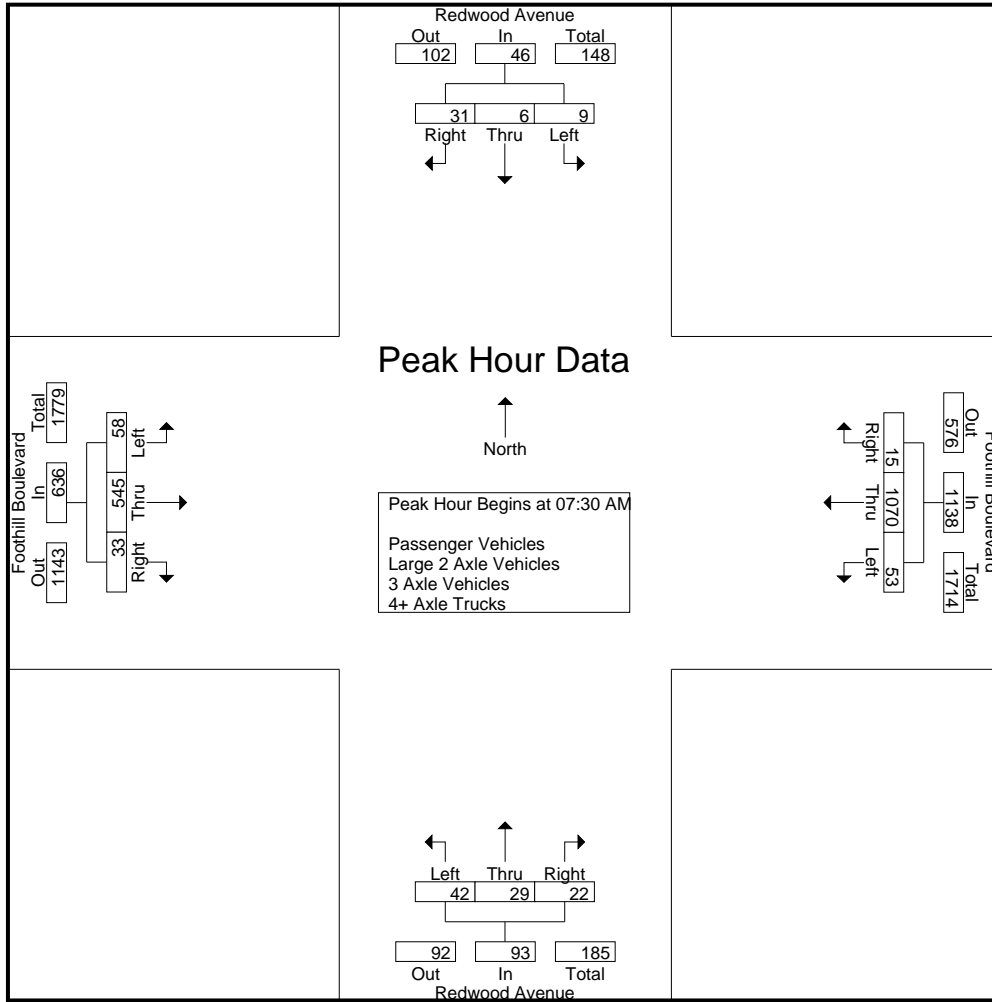 Redwood Avenue
Out In Total
102 46 148
31 6 9
Right Thru Left
Peak Hour Data
North
Peak Hour Begins at 07:30 AM
Passenger Vehicles
Large 2 Axle Vehicles
3 Axle Vehicles
4+ Axle Trucks
Foothill Boulevard
Out In Total
1143 636 1779
33 545 58
Right Thru Left
Foothill Boulevard
Out In Total
576 1138 1714
15 1070 53
Right Thru Left
Left Thru Right
42 29 22
92 93 185
Out In Total
Redwood Avenue